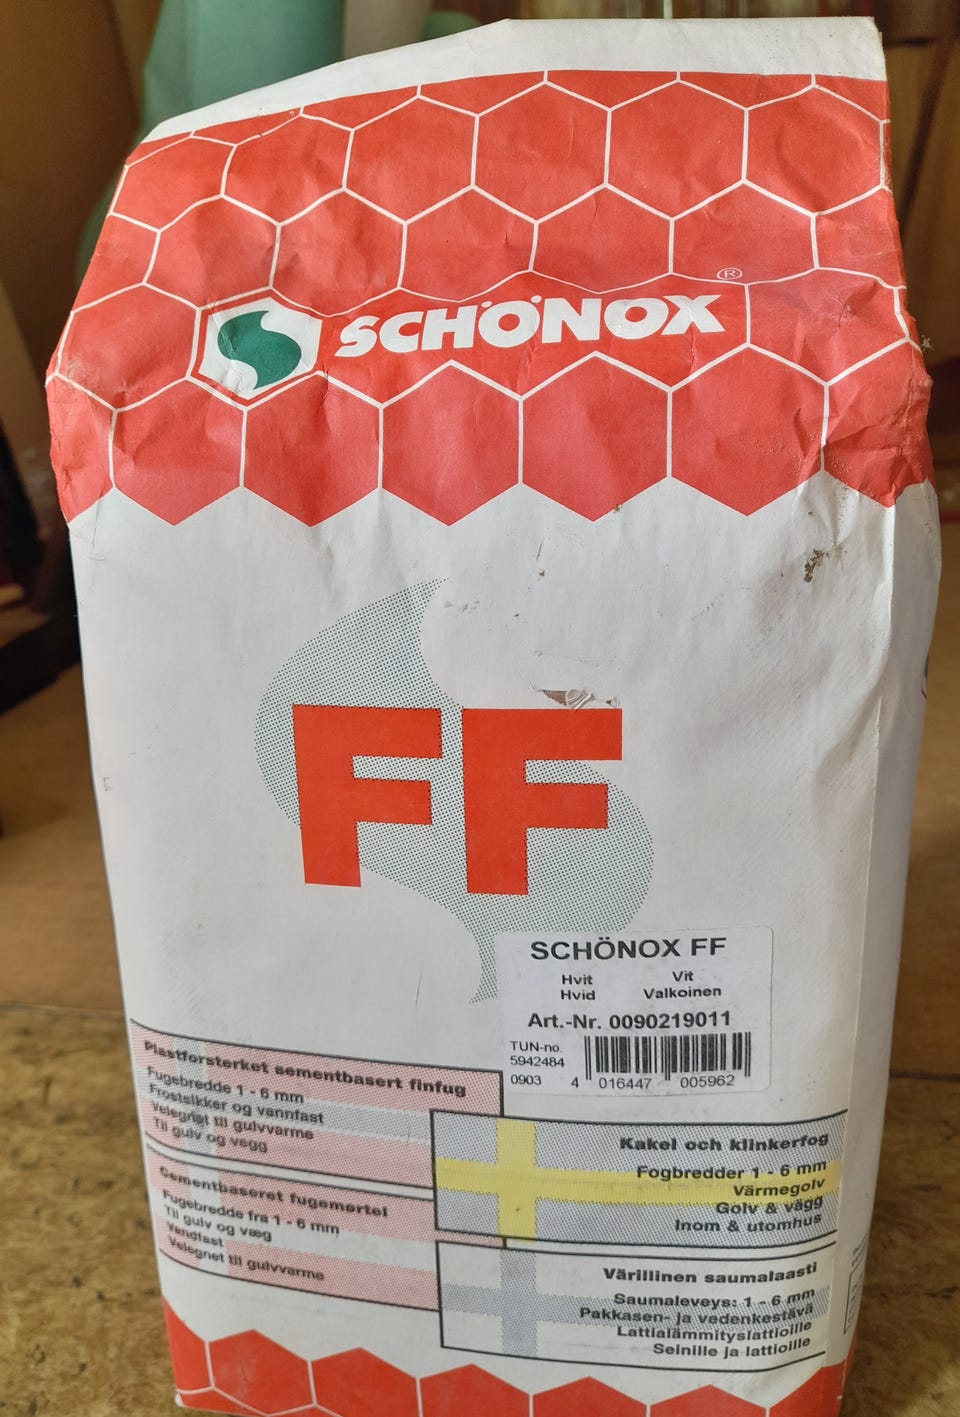 ®
SCHÖNOX
FF
SCHÖNOX FF
Hvit Vit
Hvid Valkoinen
Art.-Nr. 0090219011
TUN-no.
5942484
0903 4 016447 005962
Plastforsterket sementbasert finfug
Fugebredde 1 - 6 mm
Frostsikker og vannfast
Velegnet til gulvvarme
Til gulv og vegg
Cementbaseret fugemørtel
Fugebredde fra 1 - 6 mm
Til gulv og væg
Vandfast
Velegnet til gulvvarme
Kakel och klinkerfog
Fogbredder 1 - 6 mm
Värmegolv
Golv & vägg
Inom & utomhus
Värillinen saumalaasti
Saumaleveys: 1 - 6 mm
Pakkasen- ja vedenkestävä
Lattialämmityslattioille
Seinille ja lattioille